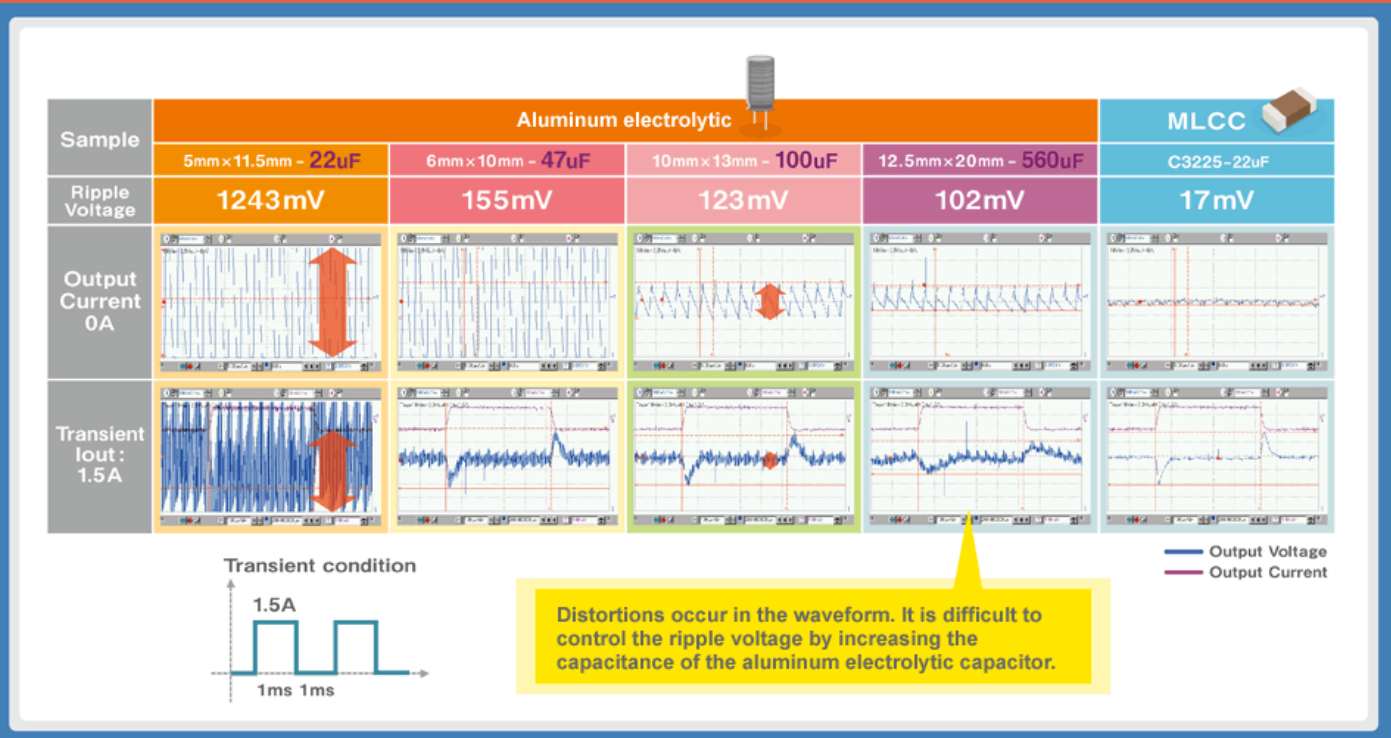 Sample
Aluminum electrolytic
MLCC
5mm×11.5mm - 22uF
6mm×10mm - 47uF
10mm×13mm - 100uF
12.5mm×20mm - 560uF
C3225-22uF
Ripple
Voltage
1243mV
155mV
123mV
102mV
17mV
Output
Current
0A
Transient
Iout:
1.5A
Output Voltage
Output Current
Transient condition
1.5A
1ms 1ms
Distortions occur in the waveform. It is difficult to
control the ripple voltage by increasing the
capacitance of the aluminum electrolytic capacitor.